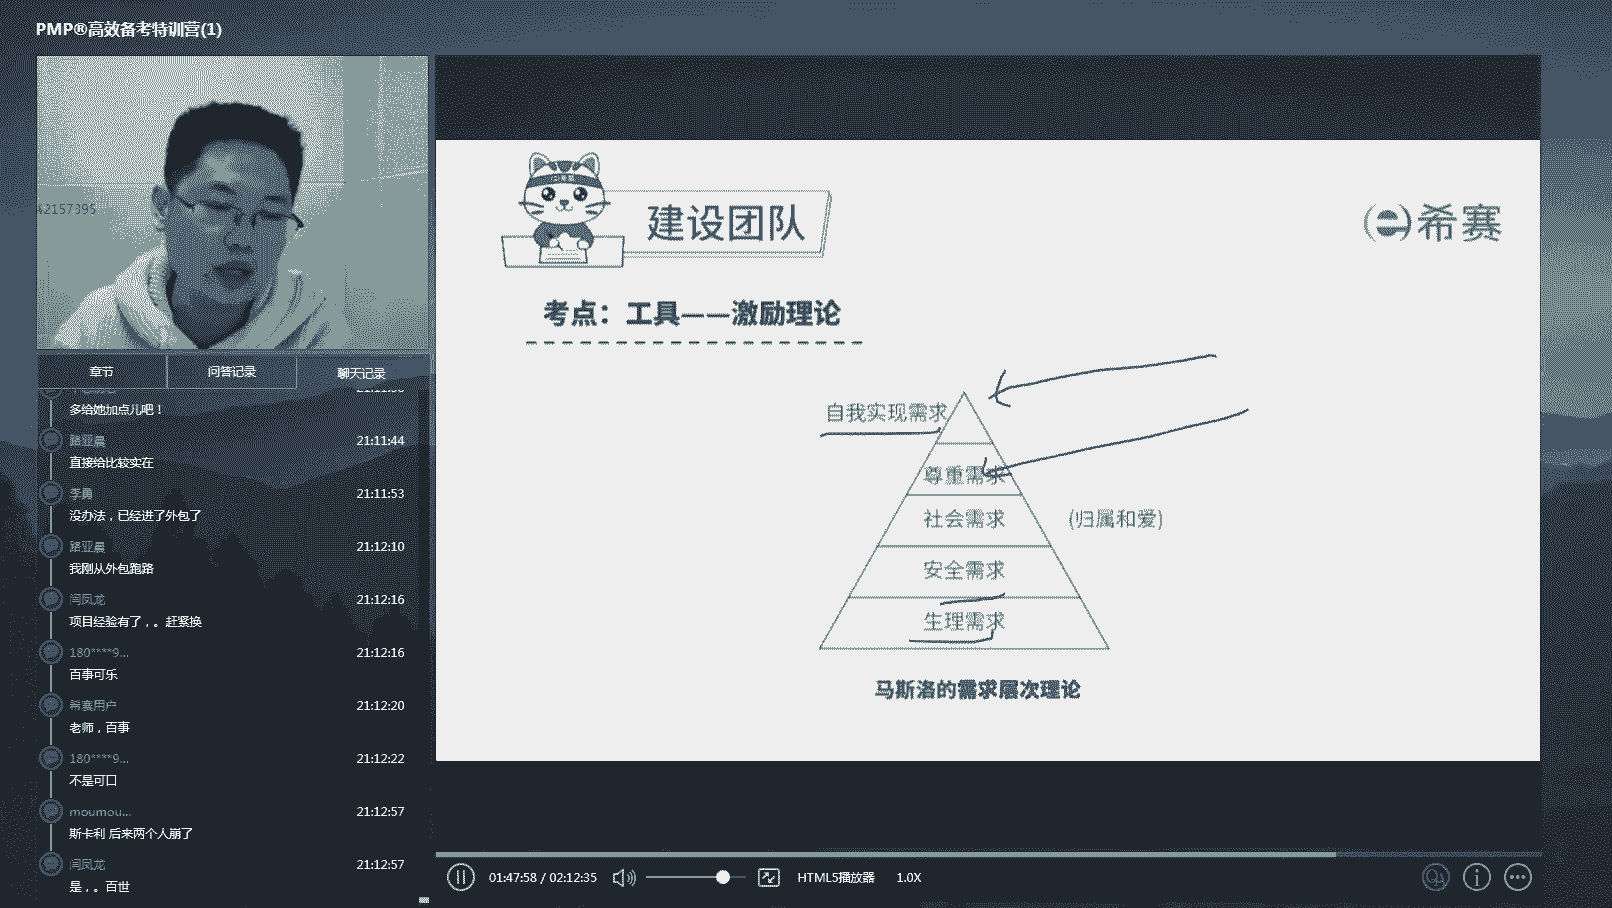 PMP®高效备考特训营(1)
42157395
章节
问答记录
聊天记录
多给她加点儿吧！
路亚晨 21:11:44
直接给比较实在
李勇 21:11:53
没办法，已经进了外包了
路亚晨 21:12:10
我刚从外包跑路
闫凤龙 21:12:16
项目经验有了，。赶紧换
180****9... 21:12:16
百事可乐
希赛用户 21:12:20
老师，百事
180****9... 21:12:22
不是可口
moumou... 21:12:57
斯卡利 后来两个人崩了
闫凤龙 21:12:57
是，。百世
建设团队
希赛
考点：工具——激励理论
自我实现需求
尊重需求
社会需求 (归属和爱)
安全需求
生理需求
马斯洛的需求层次理论
01:47:58 / 02:12:35 HTML5播放器 1.0X